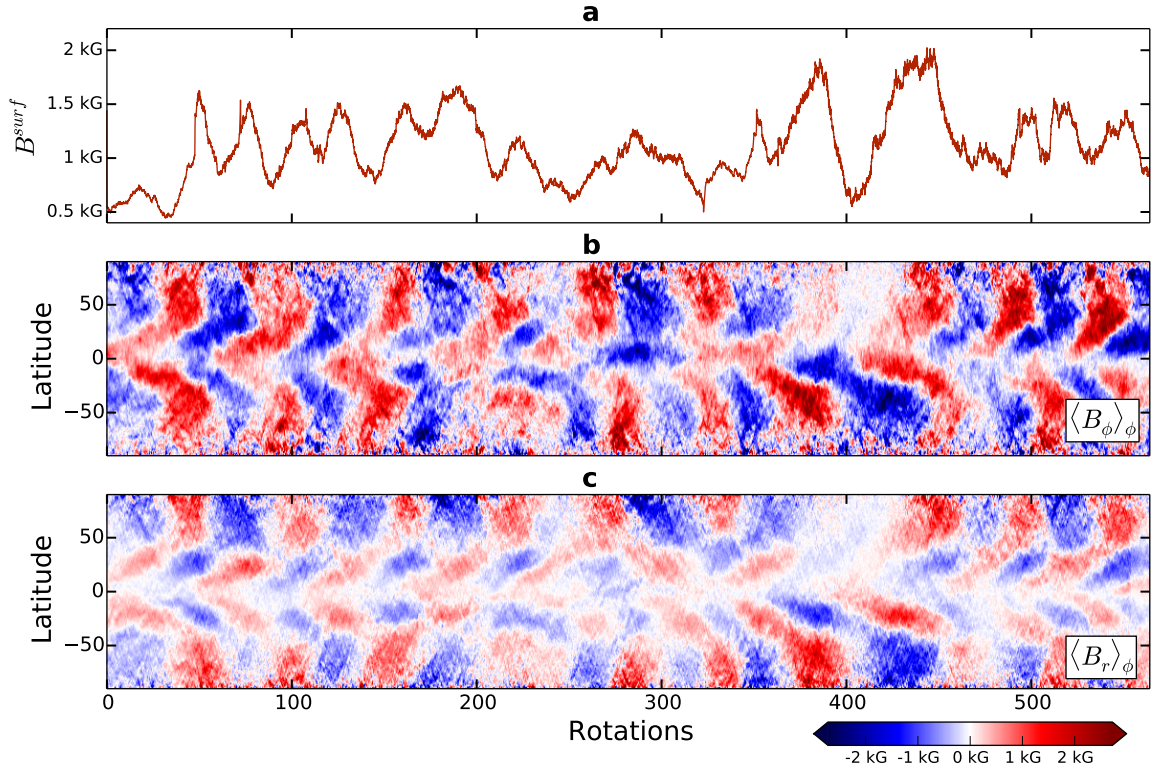 a
2 kG
1.5 kG
1 kG
0.5 kG
B^{surf}
b
50
0
−50
Latitude
⟨B_ϕ⟩_ϕ
c
50
0
−50
Latitude
⟨B_r⟩_ϕ
0 100 200 300 400 500
Rotations
-2 kG -1 kG 0 kG 1 kG 2 kG